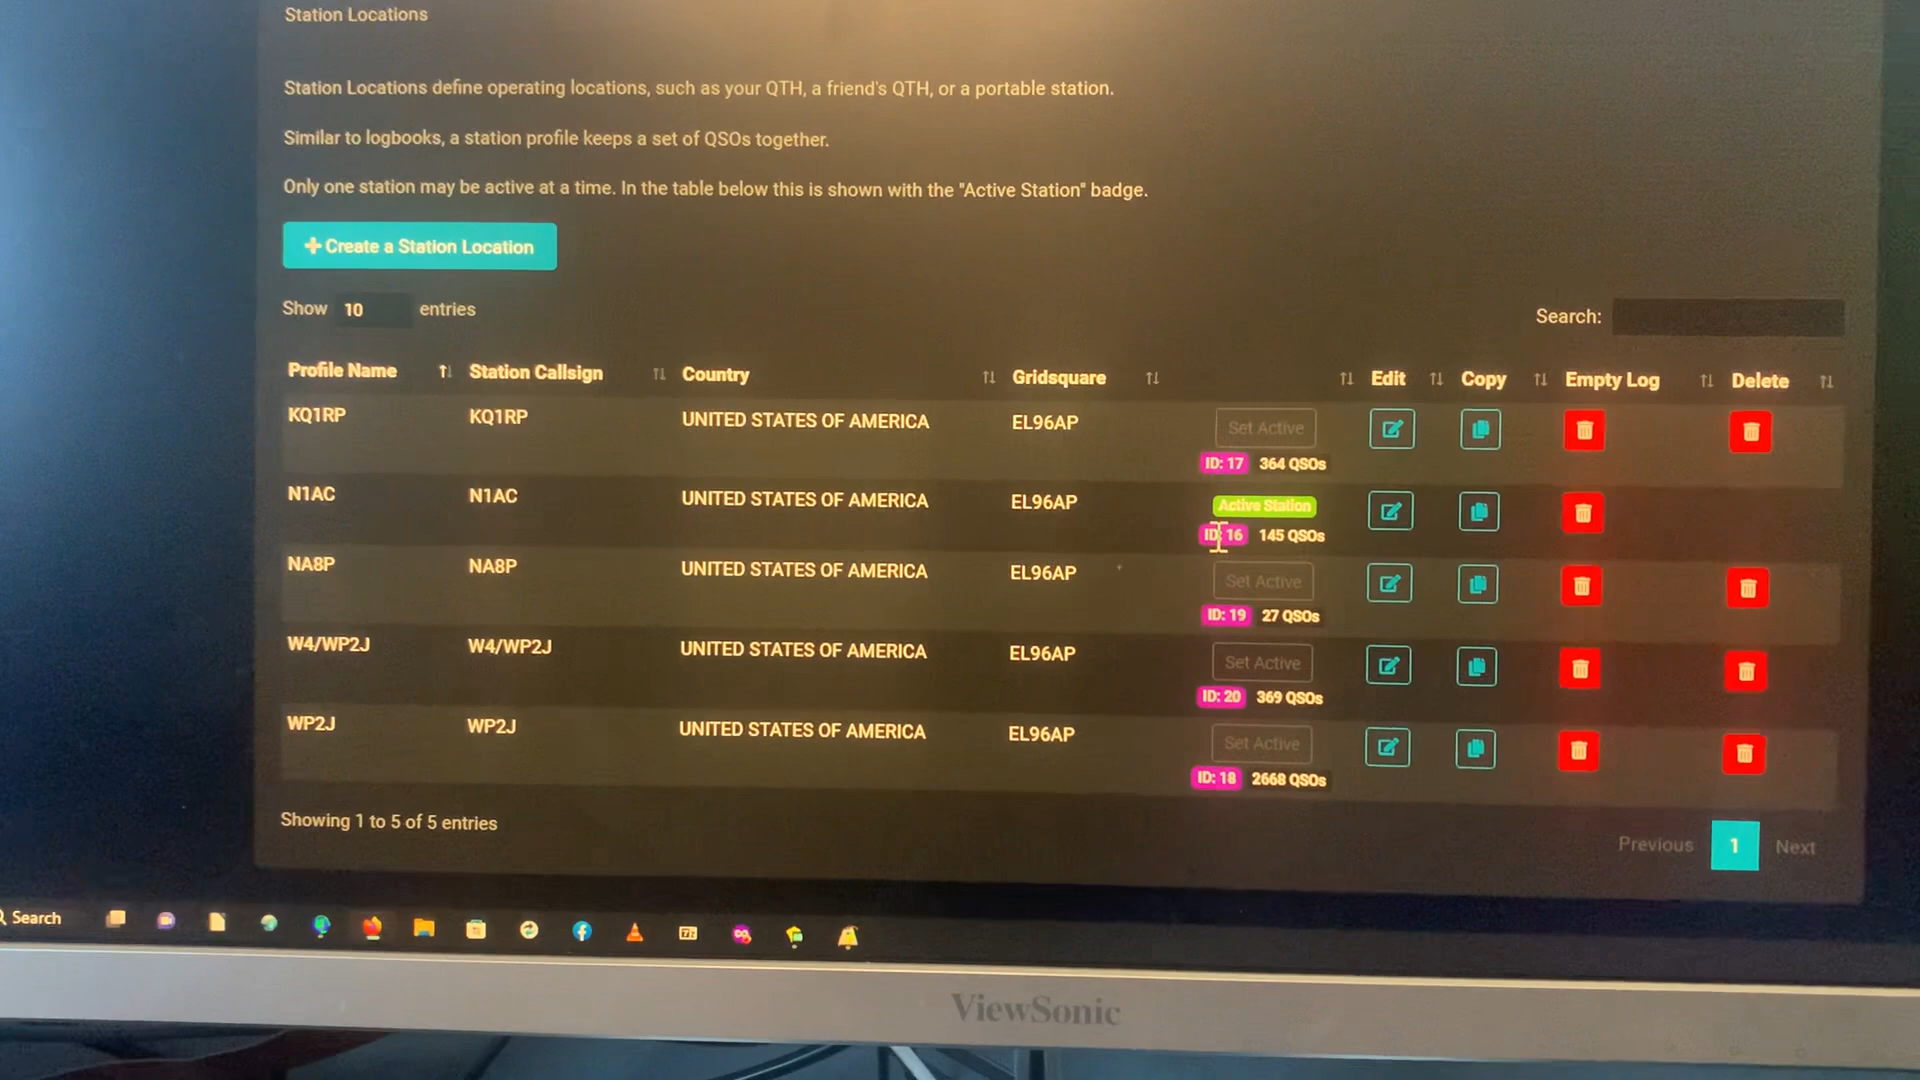 Station Locations
Station Locations define operating locations, such as your QTH, a friend's QTH, or a portable station.
Similar to logbooks, a station profile keeps a set of QSOs together.
Only one station may be active at a time. In the table below this is shown with the "Active Station" badge.
Create a Station Location
Show 10 entries
Search:
Profile Name Station Callsign Country Gridsquare Edit Copy Empty Log Delete
KQ1RP KQ1RP UNITED STATES OF AMERICA EL96AP Set Active
ID: 17 364 QSOs
N1AC N1AC UNITED STATES OF AMERICA EL96AP Active Station
ID: 16 145 QSOs
NA8P NA8P UNITED STATES OF AMERICA EL96AP Set Active
ID: 19 27 QSOs
W4/WP2J W4/WP2J UNITED STATES OF AMERICA EL96AP Set Active
ID: 20 369 QSOs
WP2J WP2J UNITED STATES OF AMERICA EL96AP Set Active
ID: 18 2668 QSOs
Showing 1 to 5 of 5 entries
Previous 1 Next
Search
ViewSonic